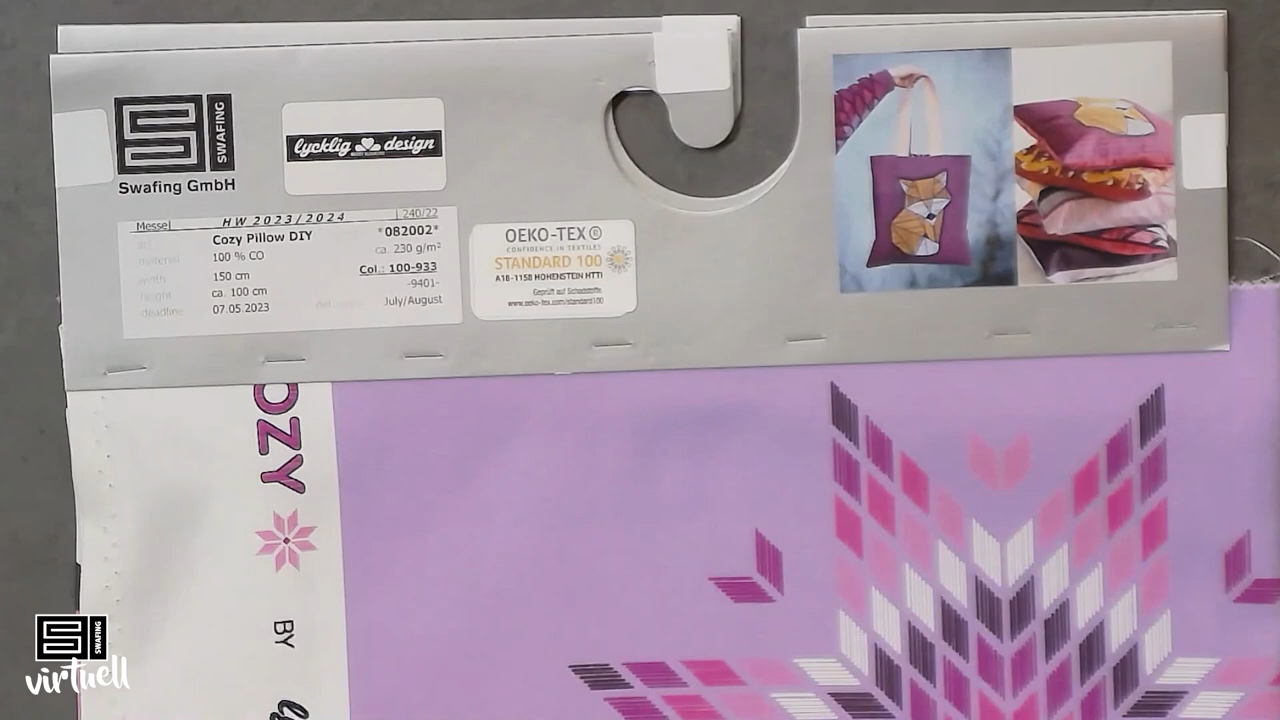 SWAFING
Swafing GmbH
lycklig design
Messel HW 2023/2024 240/22
art Cozy Pillow DIY *082002*
material 100 % CO ca. 230 g/m²
width 150 cm Col.: 100-933
height ca. 100 cm -9401-
deadline 07.05.2023 July/August
OEKO-TEX®
CONFIDENCE IN TEXTILES
STANDARD 100
A18-1158 HOHENSTEIN HTTI
Geprüft auf Schadstoffe
www.oeko-tex.com/standard100
OZY
BY
SWAFING
virtuell